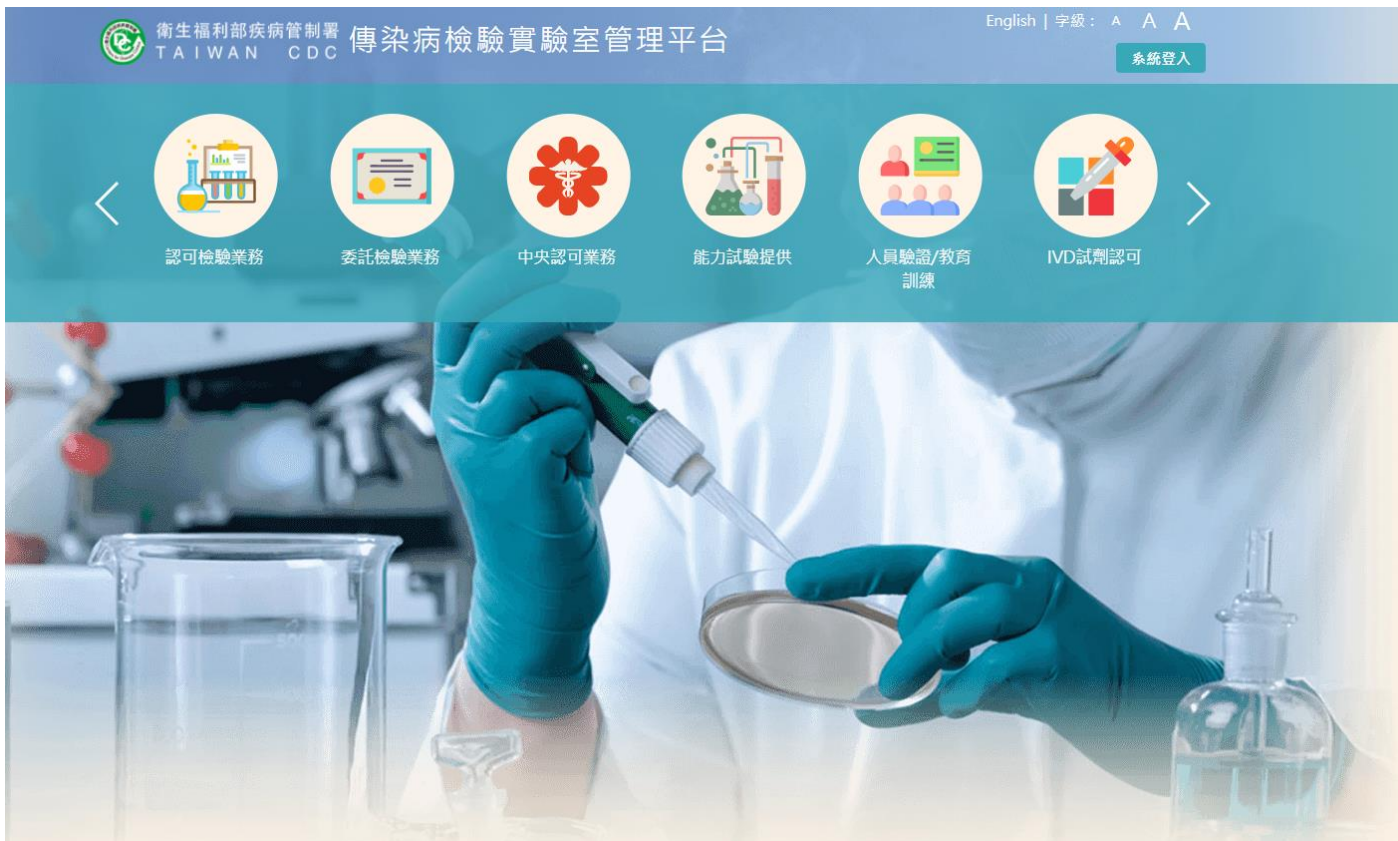 English | 字級： A A A
衛生福利部疾病管制署
TAIWAN CDC
傳染病檢驗實驗室管理平台
系統登入
認可檢驗業務
委託檢驗業務
中央認可業務
能力試驗提供
人員驗證/教育
訓練
IVD試劑認可